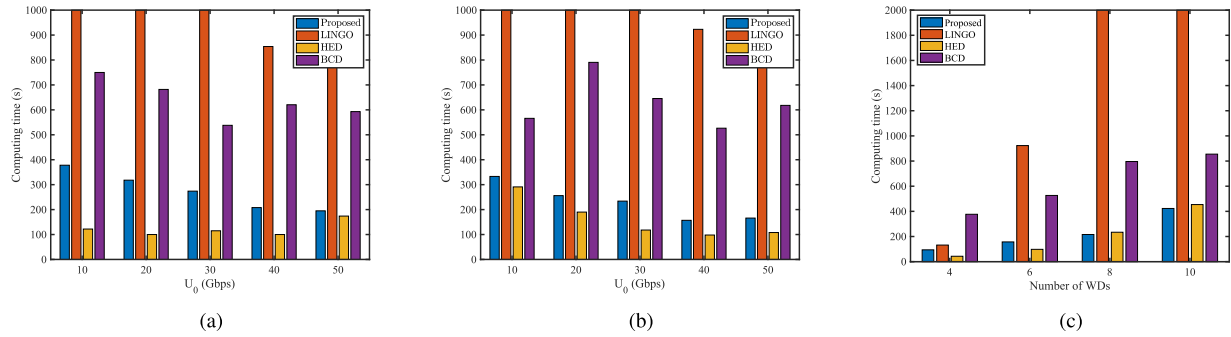 Computing time (s)
1000
900
800
700
600
500
400
300
200
100
0
10
20
30
40
50
U0 (Gbps)
Proposed
LINGO
HED
BCD
(a)
Computing time (s)
1000
900
800
700
600
500
400
300
200
100
0
10
20
30
40
50
U0 (Gbps)
Proposed
LINGO
HED
BCD
(b)
Computing time (s)
2000
1800
1600
1400
1200
1000
800
600
400
200
0
4
6
8
10
Number of WDs
Proposed
LINGO
HED
BCD
(c)